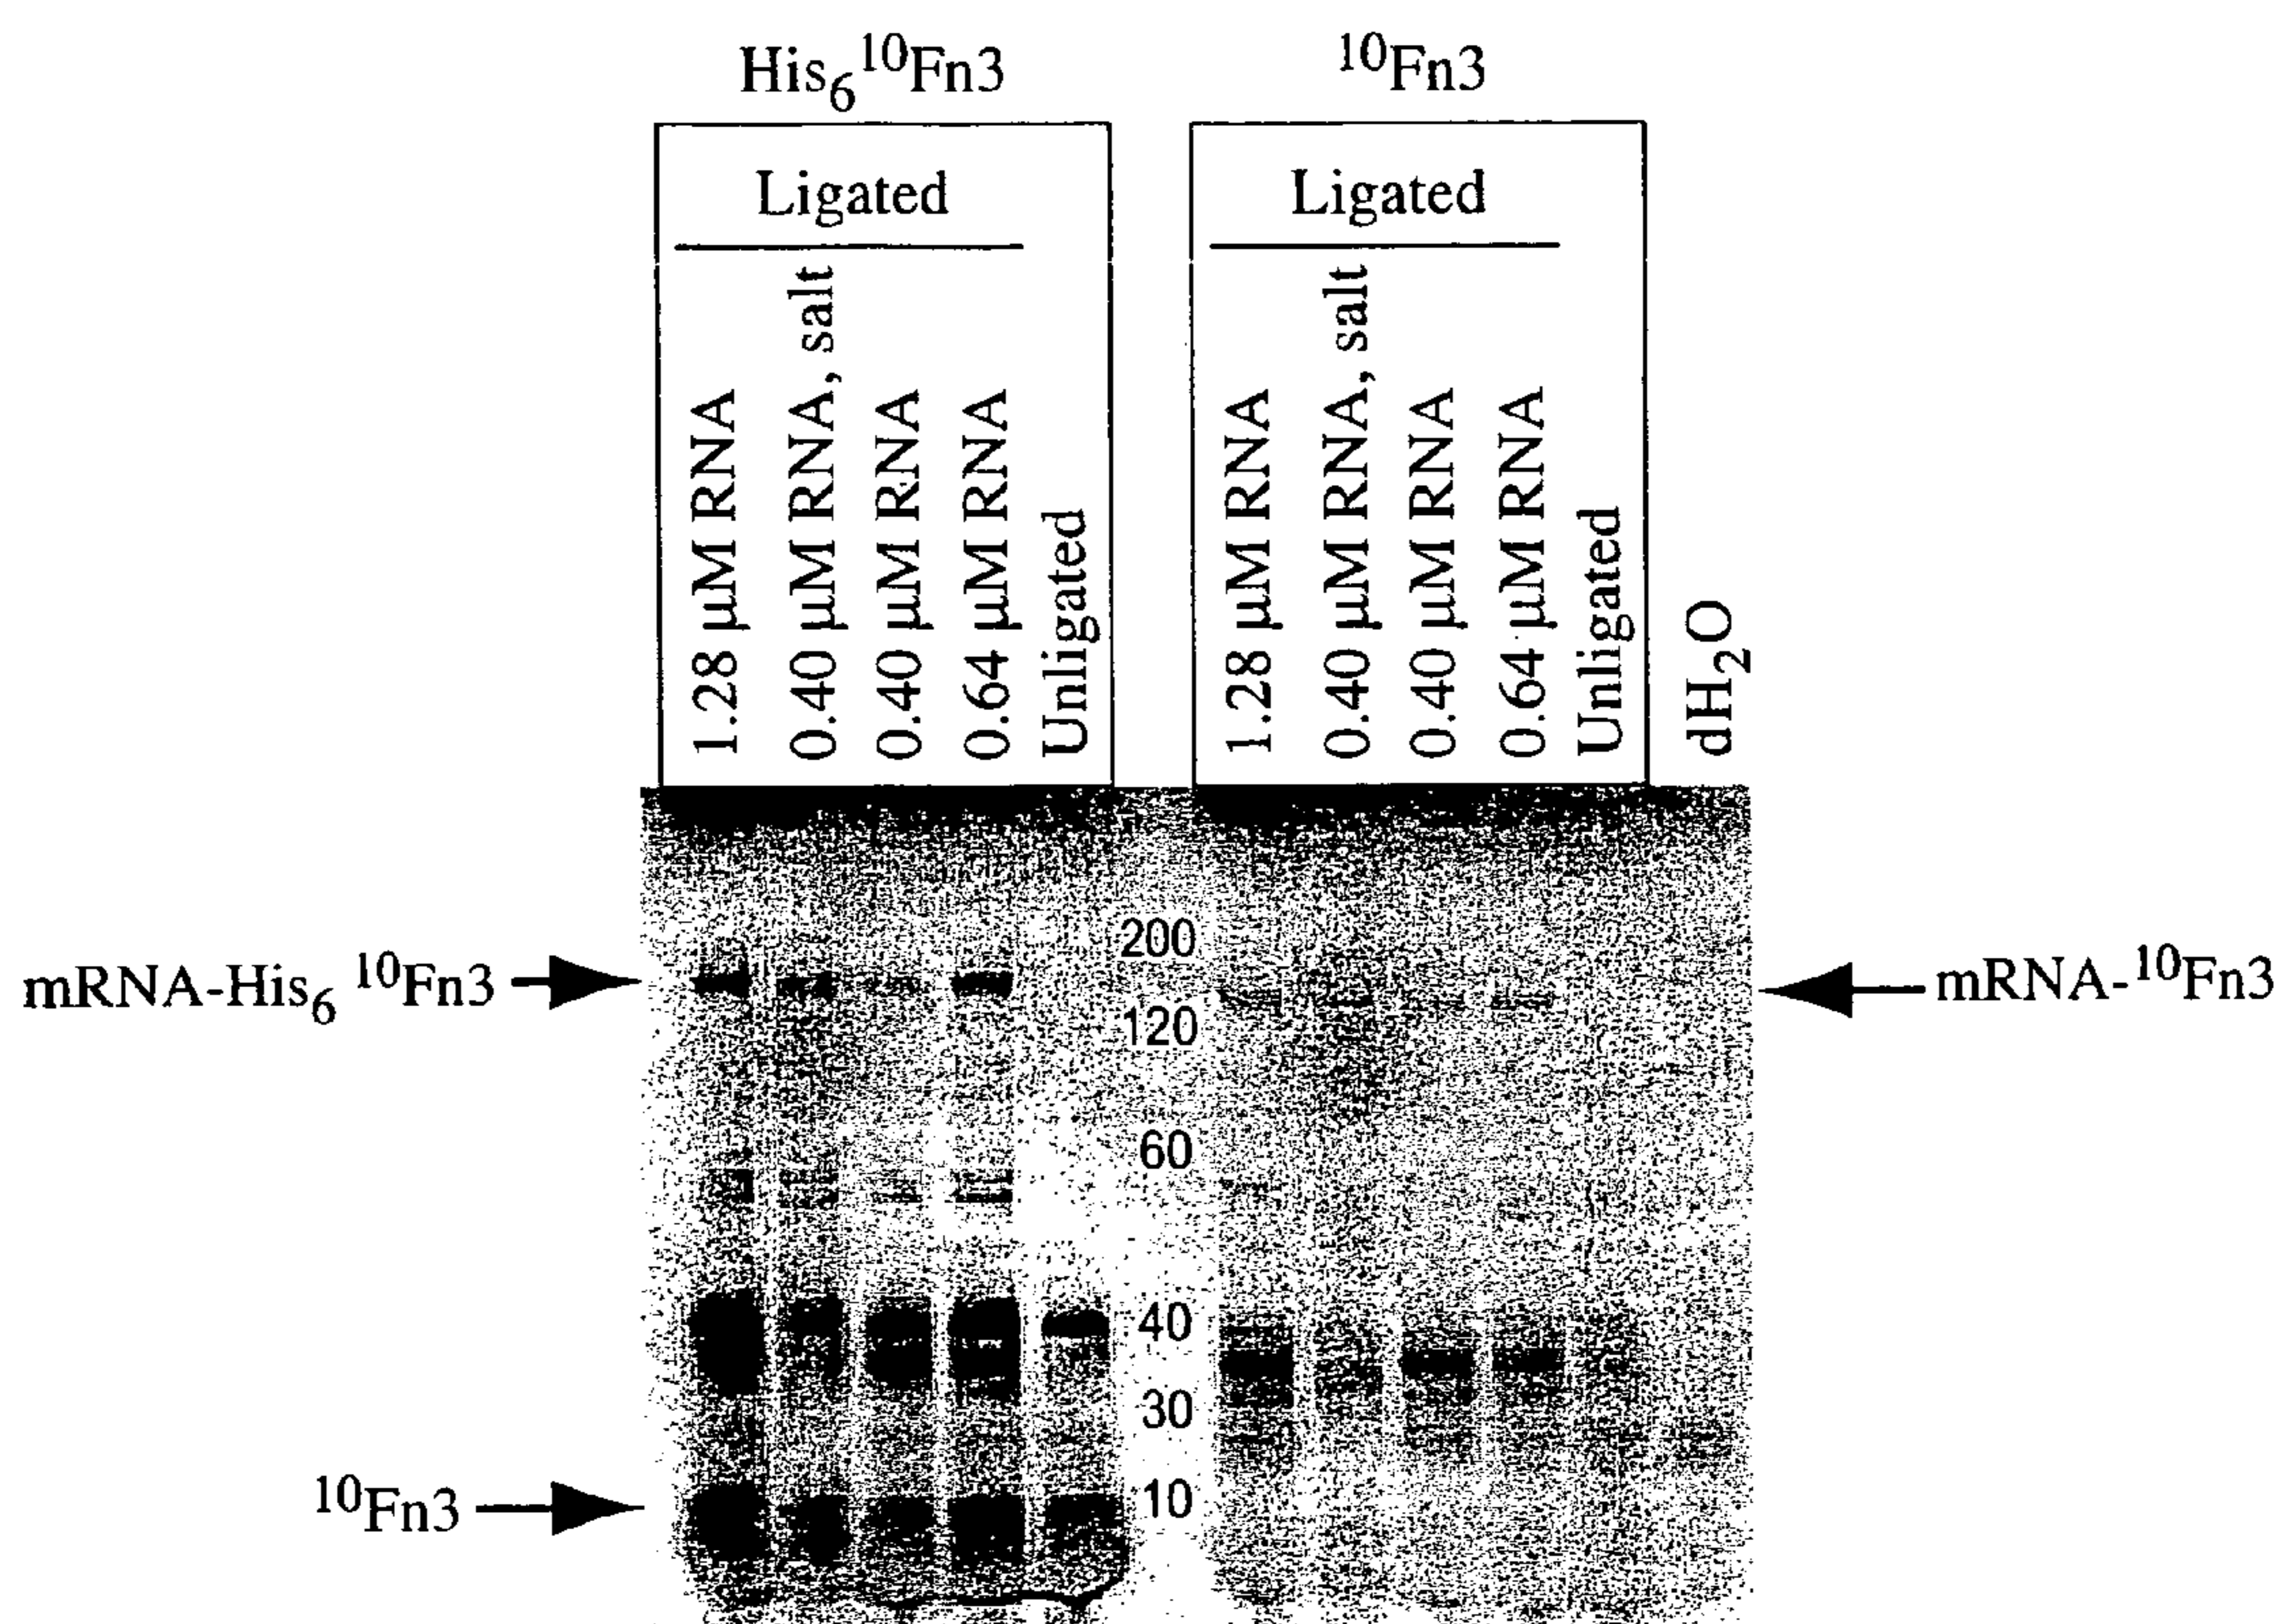 His₆¹⁰Fn3
¹⁰Fn3
Ligated
Ligated
1.28 μM RNA
0.40 μM RNA, salt
0.40 μM RNA
0.64 μM RNA
Unligated
1.28 μM RNA
0.40 μM RNA, salt
0.40 μM RNA
0.64 μM RNA
Unligated
dH₂O
200
mRNA-His₆ ¹⁰Fn3
mRNA-¹⁰Fn3
120
60
40
30
10
¹⁰Fn3